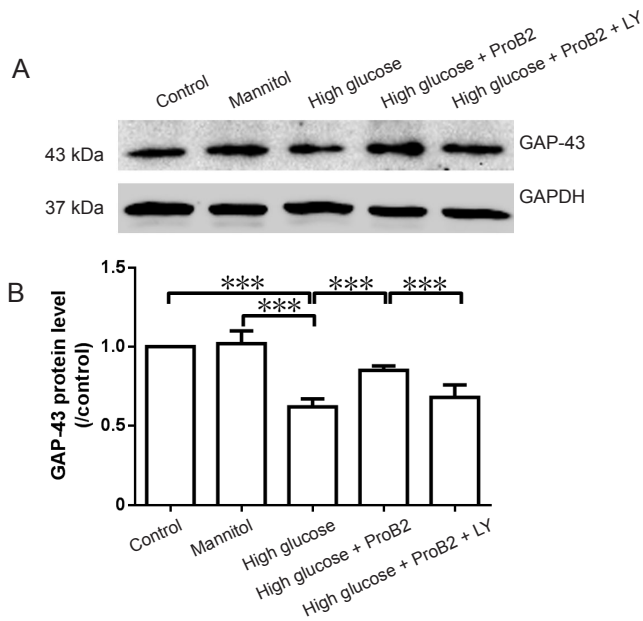 A
Control
Mannitol
High glucose
High glucose + ProB2
High glucose + ProB2 + LY
43 kDa
GAP-43
37 kDa
GAPDH
B
GAP-43 protein level
(/control)
1.5
1.0
0.5
0
***
***
***
***
Control
Mannitol
High glucose
High glucose + ProB2
High glucose + ProB2 + LY